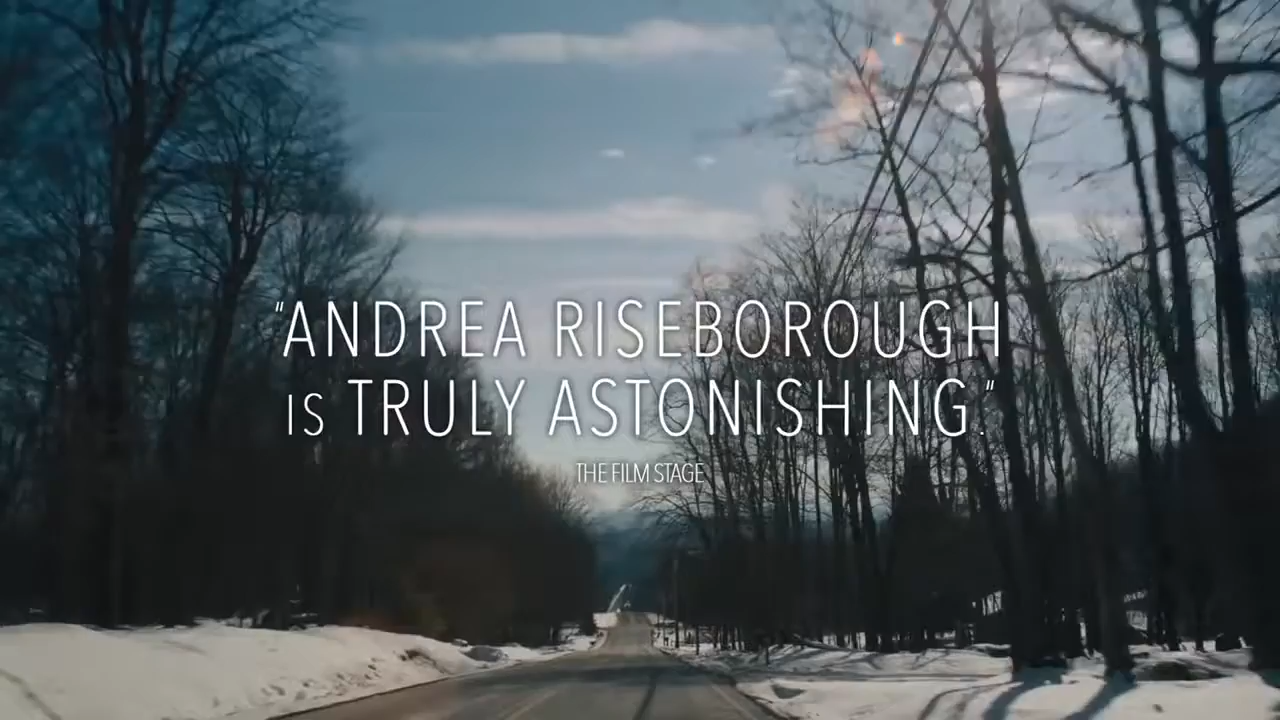 “ANDREA RISEBOROUGH
IS TRULY ASTONISHING.“
THE FILM STAGE